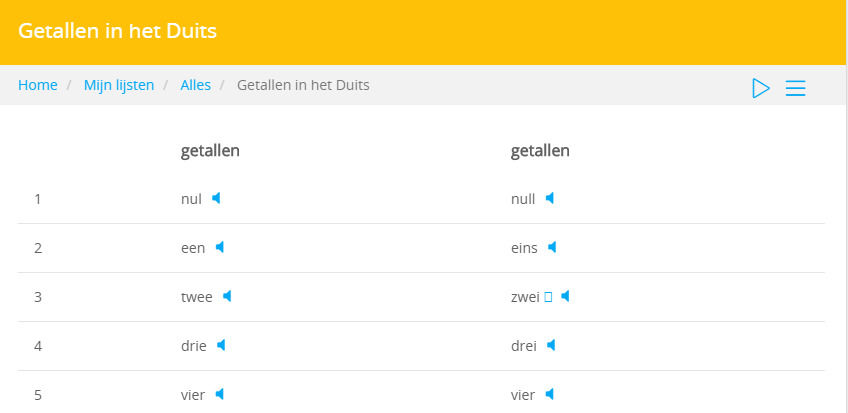 Getallen in het Duits
Home / Mijn lijsten / Alles / Getallen in het Duits
getallen getallen
1 nul null
2 een eins
3 twee zwei
4 drie drei
5 vier vier